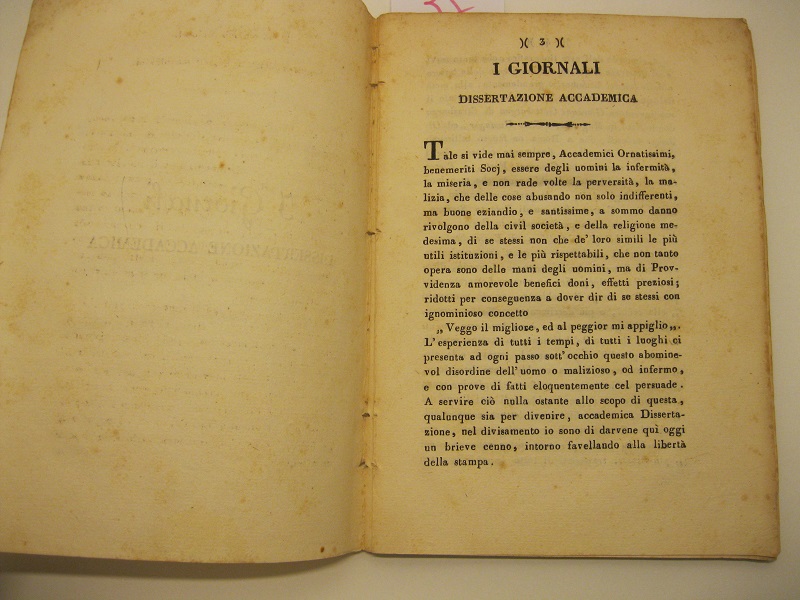 )( 3 )(
I GIORNALI
DISSERTAZIONE ACCADEMICA
Tale si vide mai sempre, Accademici Ornatissimi,
benemeriti Socj, essere degli uomini la infermità,
la miseria, e non rade volte la perversità, la ma-
lizia, che delle cose abusando non solo indifferenti,
ma buone eziandio, e santissime, a sommo danno
rivolgono della civil società, e della religione me-
desima, di se stessi non che de' loro simili le più
utili istituzioni, e le più rispettabili, che non tanto
opera sono delle mani degli uomini, ma di Prov-
videnza amorevole benefici doni, effetti preziosi;
ridotti per conseguenza a dover dir di se stessi con
ignominioso concetto
„Veggo il migliore, ed al peggior mi appiglio„.
L'esperienza di tutti i tempi, di tutti i luoghi ci
presenta ad ogni passo sott' occhio questo abomine-
vol disordine dell' uomo o malizioso, od infermo,
e con prove di fatti eloquentemente cel persuade.
A servire ciò nulla ostante allo scopo di questa,
qualunque sia per divenire, accademica Disserta-
zione, nel divisamento io sono di darvene quì oggi
un brieve cenno, intorno favellando alla libertà
della stampa.